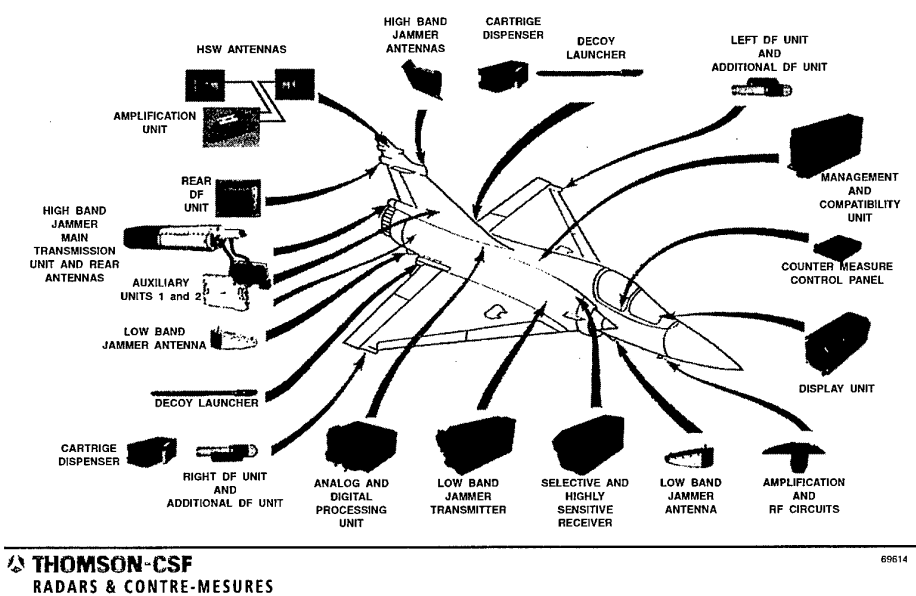 HIGH BAND
JAMMER
ANTENNAS
CARTRIGE
DISPENSER
DECOY
LAUNCHER
LEFT DF UNIT
AND
ADDITIONAL DF UNIT
HSW ANTENNAS
AMPLIFICATION
UNIT
MANAGEMENT
AND
COMPATIBILITY
UNIT
REAR
DF
UNIT
HIGH BAND
JAMMER
MAIN
TRANSMISSION
UNIT AND REAR
ANTENNAS
COUNTER MEASURE
CONTROL PANEL
AUXILIARY
UNITS 1 and 2
LOW BAND
JAMMER ANTENNA
DISPLAY UNIT
DECOY LAUNCHER
CARTRIGE
DISPENSER
RIGHT DF UNIT
AND
ADDITIONAL DF UNIT
ANALOG AND
DIGITAL
PROCESSING
UNIT
LOW BAND
JAMMER
TRANSMITTER
SELECTIVE AND
HIGHLY
SENSITIVE
RECEIVER
LOW BAND
JAMMER
ANTENNA
AMPLIFICATION
AND
RF CIRCUITS
THOMSON-CSF
RADARS & CONTRE-MESURES
69614